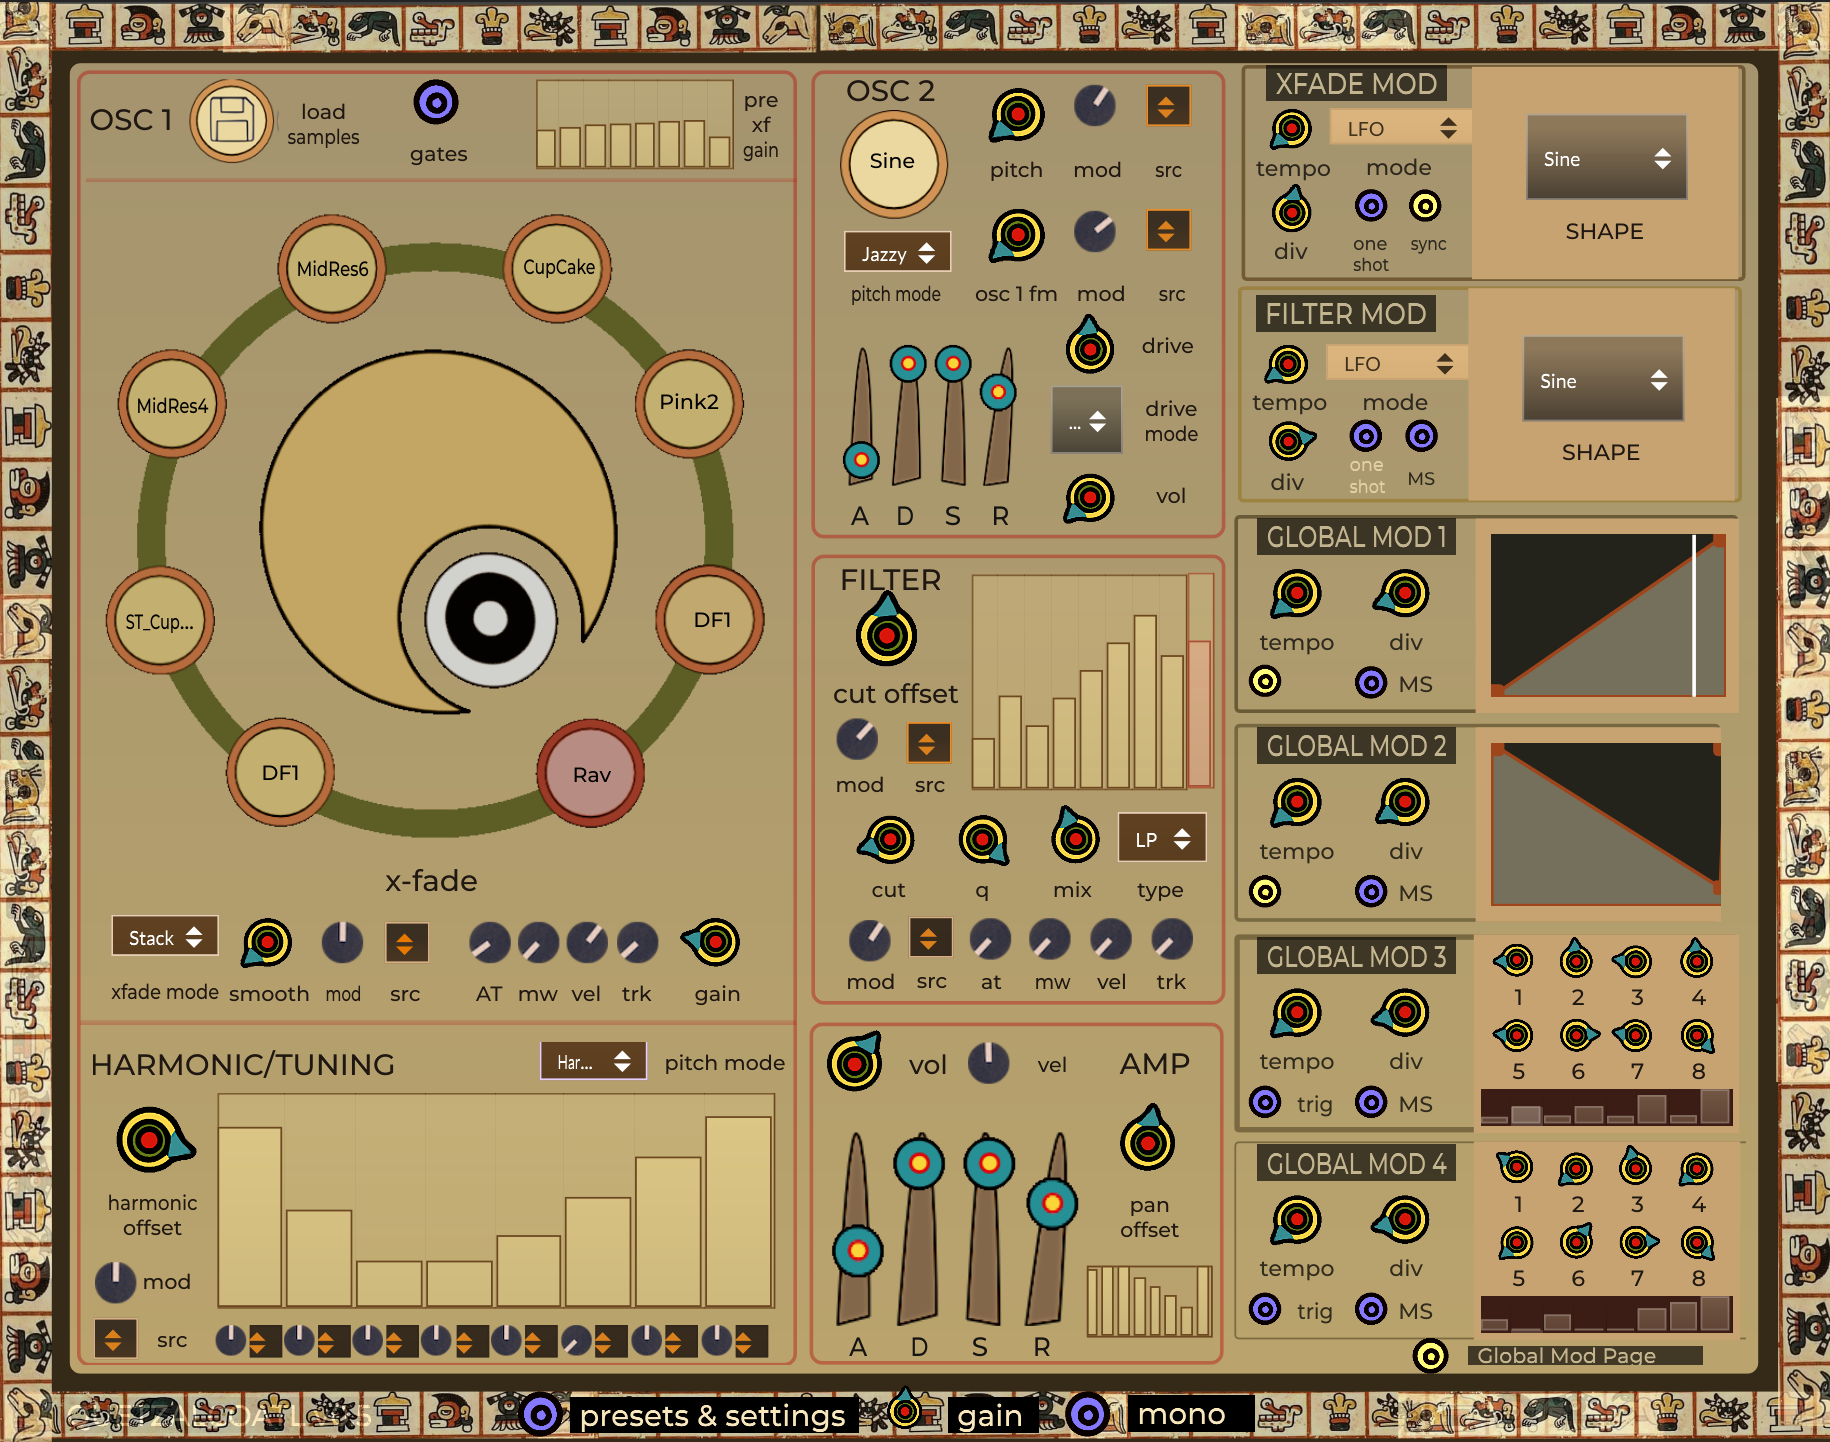 OSC 1
load
samples
gates
pre
xf
gain
MidRes6
CupCake
MidRes4
Pink2
ST_Cup...
DF1
DF1
Rav
x-fade
Stack
xfade mode
smooth
mod
src
AT
mw
vel
trk
gain
HARMONIC/TUNING
Har...
pitch mode
harmonic
offset
mod
src
OSC 2
Sine
pitch
mod
src
Jazzy
pitch mode
osc 1 fm
mod
src
drive
...
drive
mode
vol
A
D
S
R
FILTER
cut offset
mod
src
cut
q
mix
LP
type
mod
src
at
mw
vel
trk
vol
vel
AMP
pan
offset
A
D
S
R
XFADE MOD
LFO
tempo
mode
div
one
shot
sync
Sine
SHAPE
FILTER MOD
LFO
tempo
mode
div
one
shot
MS
Sine
SHAPE
GLOBAL MOD 1
tempo
div
MS
GLOBAL MOD 2
tempo
div
MS
GLOBAL MOD 3
tempo
div
trig
MS
1 2 3 4
5 6 7 8
GLOBAL MOD 4
tempo
div
trig
MS
1 2 3 4
5 6 7 8
Global Mod Page
presets & settings
gain
mono